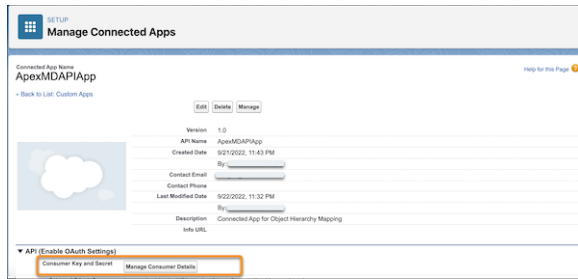 SETUP
Manage Connected Apps
Connected App Name
ApexMDAPIApp
Help for this Page
« Back to List: Custom Apps
Edit Delete Manage
Version 1.0
API Name ApexMDAPIApp
Created Date 9/21/2022, 11:43 PM
By:
Contact Email
Contact Phone
Last Modified Date 9/22/2022, 11:32 PM
By:
Description Connected App for Object Hierarchy Mapping
Info URL
▼ API (Enable OAuth Settings)
Consumer Key and Secret Manage Consumer Details